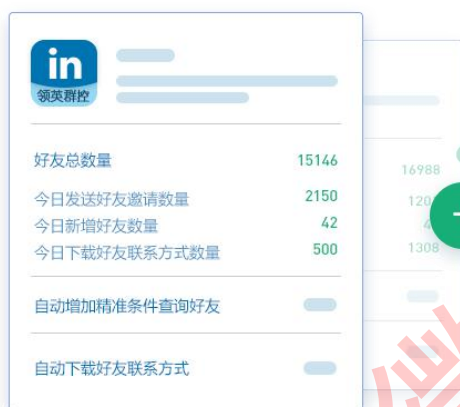 in
领英群控
好友总数量 15146
今日发送好友邀请数量 2150
今日新增好友数量 42
今日下载好友联系方式数量 500
自动增加精准条件查询好友
自动下载好友联系方式
16988
1308